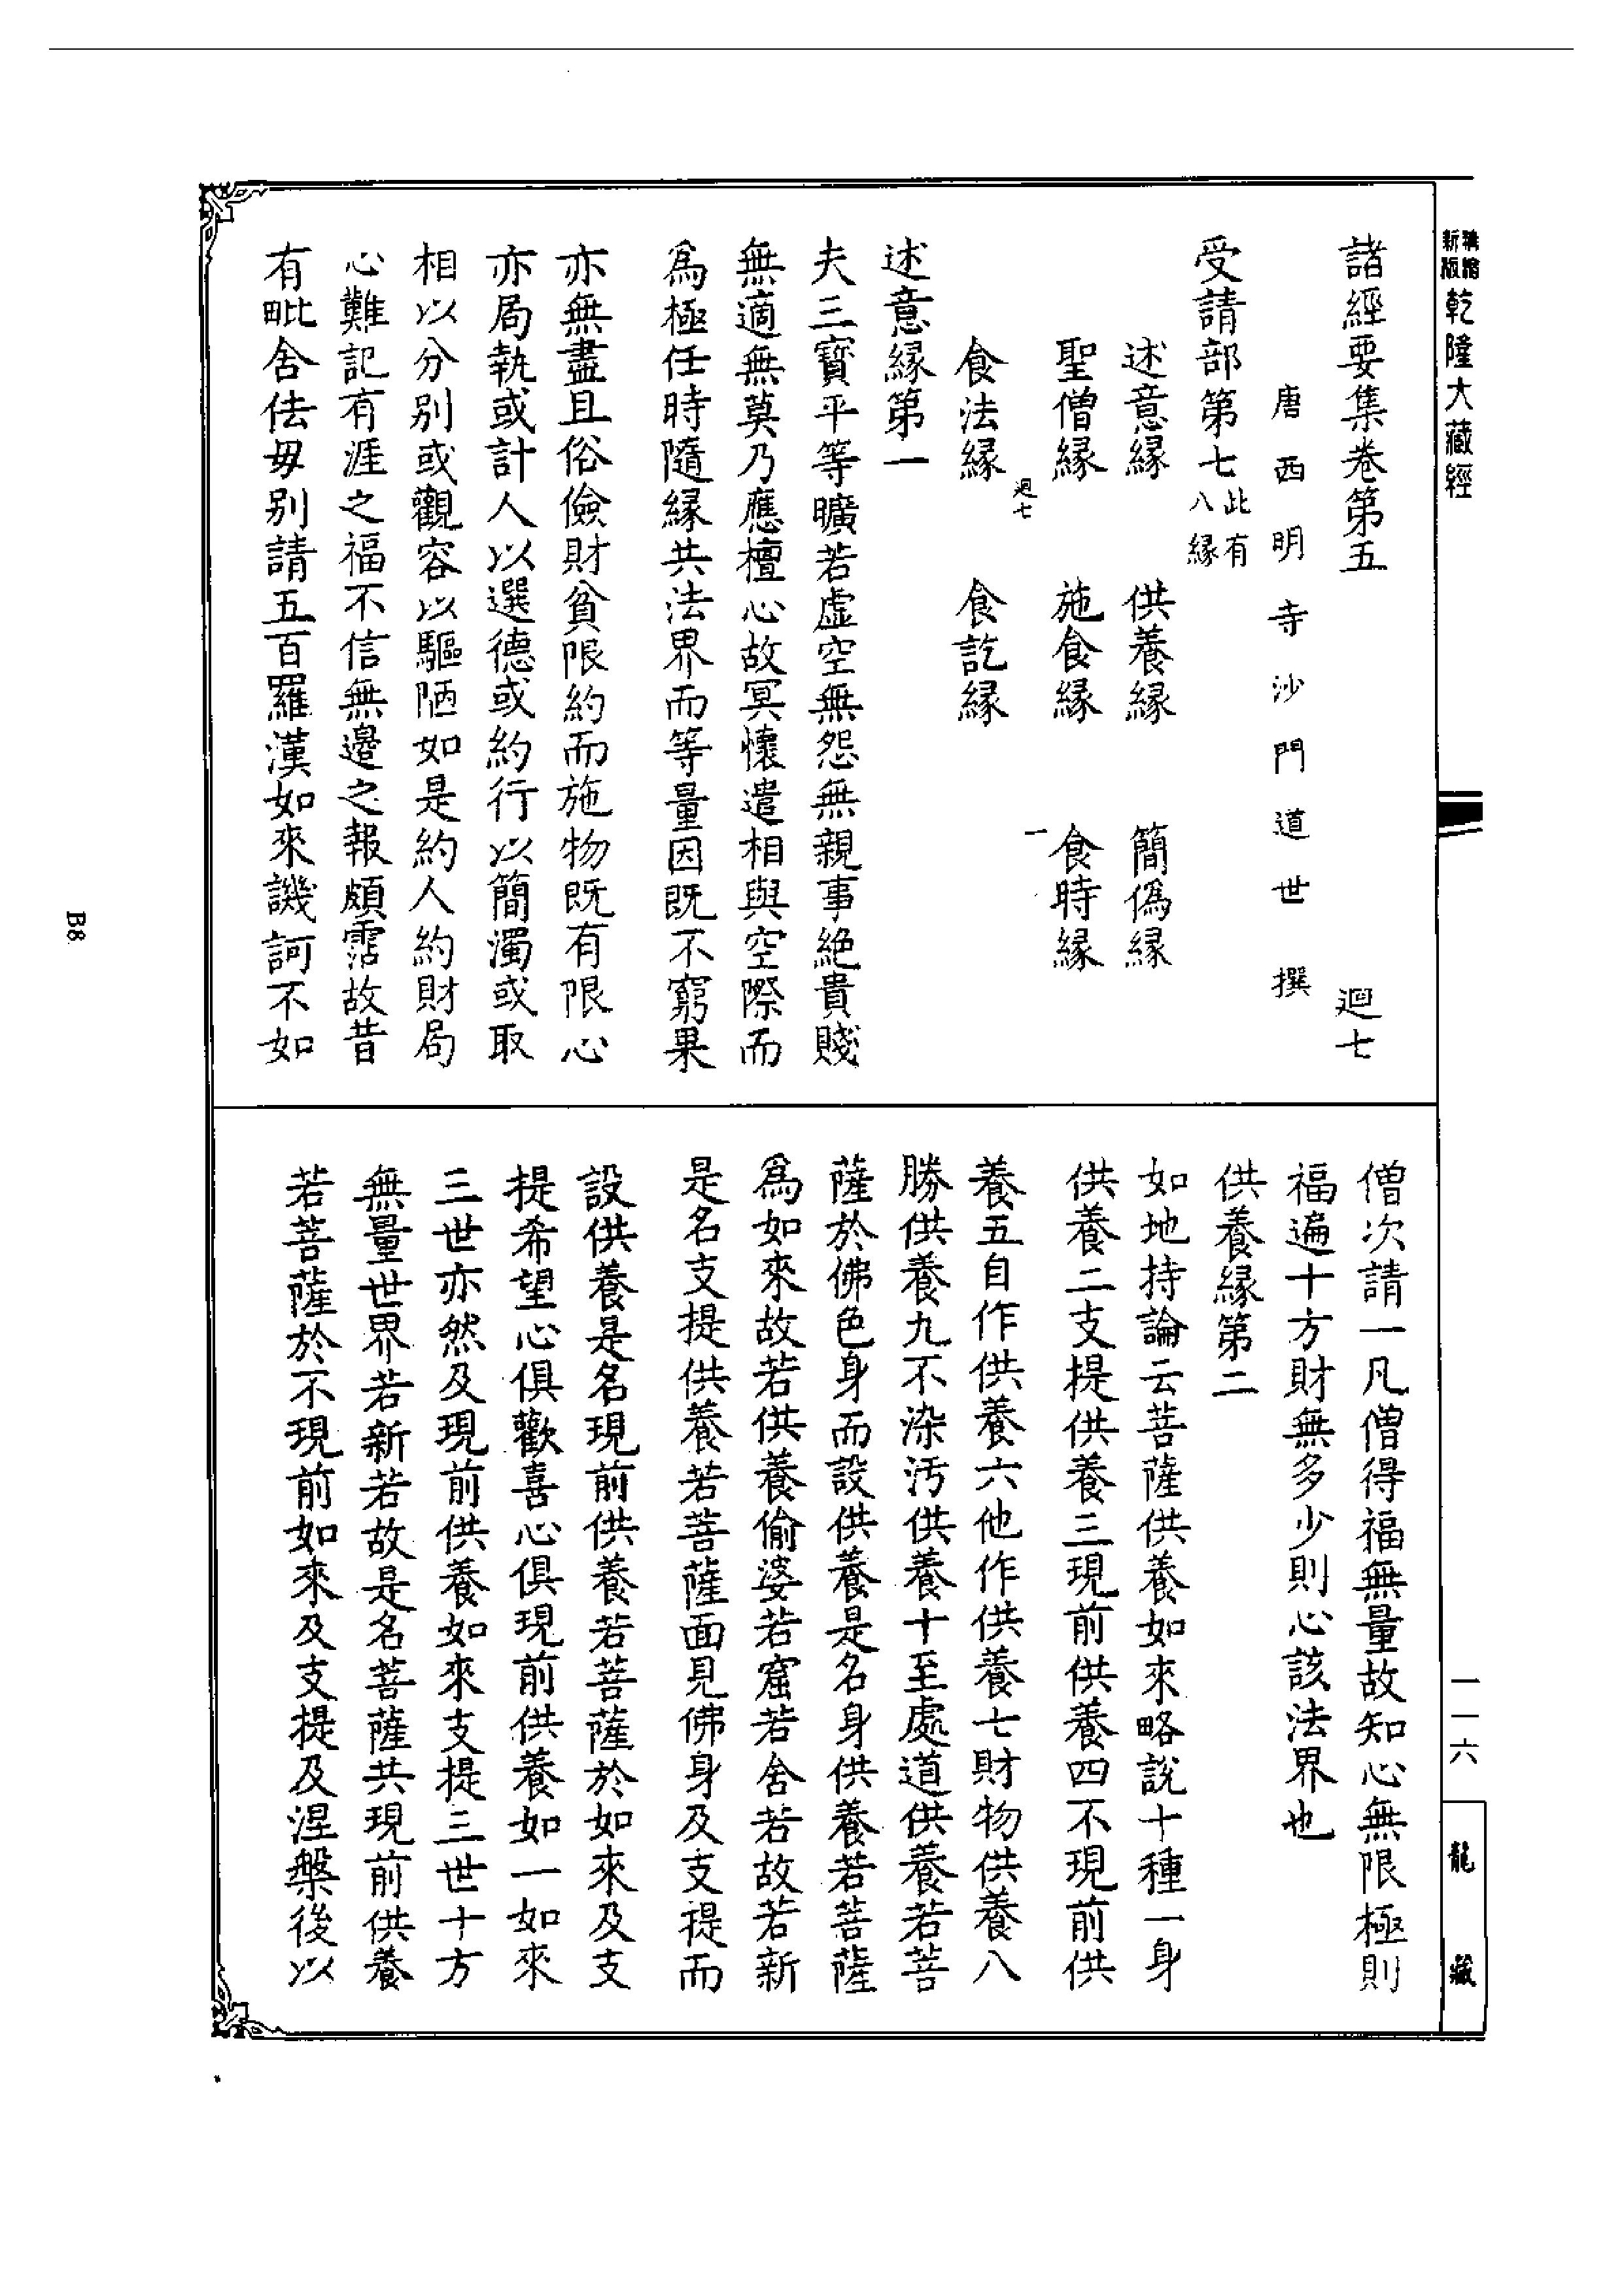 新版精繪乾隆大藏經
諸經要集卷第五 迴七
唐西明寺沙門道世撰
受請部第七此有八緣
述意緣 供養緣 簡偽緣
聖僧緣 施食緣 食時緣
迴七 一
食法緣 食訖緣
述意緣第一
夫三寶平等曠若虛空無怨無親事絕貴賤
無適無莫乃應檀心故冥懷遣相與空際而
為極任時隨緣共法界而等量因既不窮果
亦無盡且俗儉財貧限約而施物既有限心
亦局執或計人以選德或約行以簡濁或取
相以分別或觀容以驅陋如是約人約財局
心難記有涯之福不信無邊之報頗霑故昔
有毗舍佉毋別請五百羅漢如來譏訶不如
僧次請一凡僧得福無量故知心無限極則
福遍十方財無多少則心該法界也
供養緣第二
如地持論云菩薩供養如來略說十種一身
供養二支提供養三現前供養四不現前供
養五自作供養六他作供養七財物供養八
勝供養九不染汚供養十至處道供養若菩
薩於佛色身而設供養是名身供養若菩薩
為如來故若供養偷婆若窟若舍若故若新
是名支提供養若菩薩面見佛身及支提而
設供養是名現前供養若菩薩於如來及支
提希望心俱歡喜心俱現前供養如一如來
三世亦然及現前供養如來支提三世十方
無量世界若新若故是名菩薩共現前供養
若菩薩於不現前如來及支提及涅槃後以
一一六
龍藏
B8